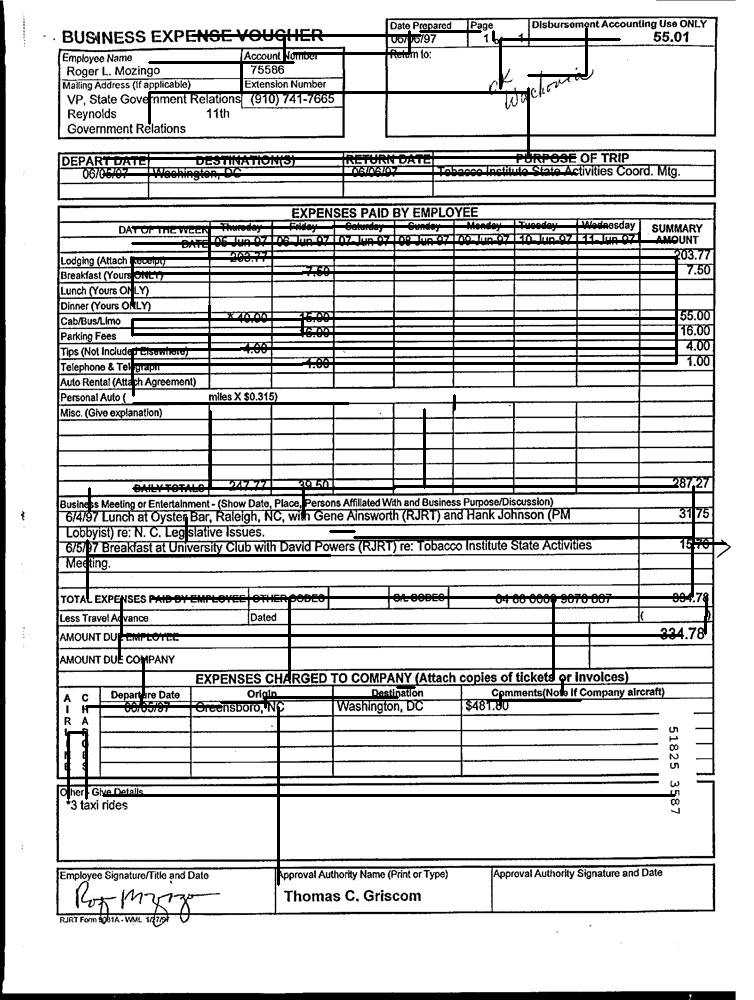 BUSINESS EXPENSE VOUCHER
Date Prepared Page Disbursement Accounting Use ONLY
06/06/97 1 of 1 55.01
Employee Name Account Number Return to:
Roger L. Mozingo 75586
Mailing Address (If applicable) Extension Number
OK
Wachovia
VP, State Government Relations (910) 741-7665
Reynolds 11th
Government Relations
DEPART DATE DESTINATION(S) RETURN DATE PURPOSE OF TRIP
06/05/97 Washington, DC 06/06/97 Tobacco Institute State Activities Coord. Mtg.
EXPENSES PAID BY EMPLOYEE
DAY OF THE WEEK Thursday Friday Saturday Sunday Monday Tuesday Wednesday SUMMARY
DATE 05-Jun-97 06-Jun-97 07-Jun-97 08-Jun-97 09-Jun-97 10-Jun-97 11-Jun-97 AMOUNT
Lodging (Attach Receipt) 203.77 203.77
Breakfast (Yours ONLY) 7.50 7.50
Lunch (Yours ONLY)
Dinner (Yours ONLY)
Cab/Bus/Limo * 40.00 15.00 55.00
Parking Fees 16.00 16.00
Tips (Not Included Elsewhere) 4.00 4.00
Telephone & Telegraph 1.00 1.00
Auto Rental (Attach Agreement)
Personal Auto ( miles X $0.315)
Misc. (Give explanation)
DAILY TOTALS 247.77 39.50 287.27
Business Meeting or Entertainment - (Show Date, Place, Persons Affiliated With and Business Purpose/Discussion)
6/4/97 Lunch at Oyster Bar, Raleigh, NC, with Gene Ainsworth (RJRT) and Hank Johnson (PM 31.75
Lobbyist) re: N. C. Legislative Issues.
6/5/97 Breakfast at University Club with David Powers (RJRT) re: Tobacco Institute State Activities 15.76
Meeting.
TOTAL EXPENSES PAID BY EMPLOYEE OTHER CODES G/L CODES 334.78
Less Travel Advance Dated ( )
AMOUNT DUE EMPLOYEE 334.78
AMOUNT DUE COMPANY
EXPENSES CHARGED TO COMPANY (Attach copies of tickets or Invoices)
AIRLINE CHARGES Departure Date Origin Destination Comments(Note If Company aircraft)
06/05/97 Greensboro, NC Washington, DC $481.80
51825 3587
Other - Give Details
*3 taxi rides
Employee Signature/Title and Date Approval Authority Name (Print or Type) Approval Authority Signature and Date
Rog Mozingo
Thomas C. Griscom
RJRT Form 9081A - WML 1/27/97